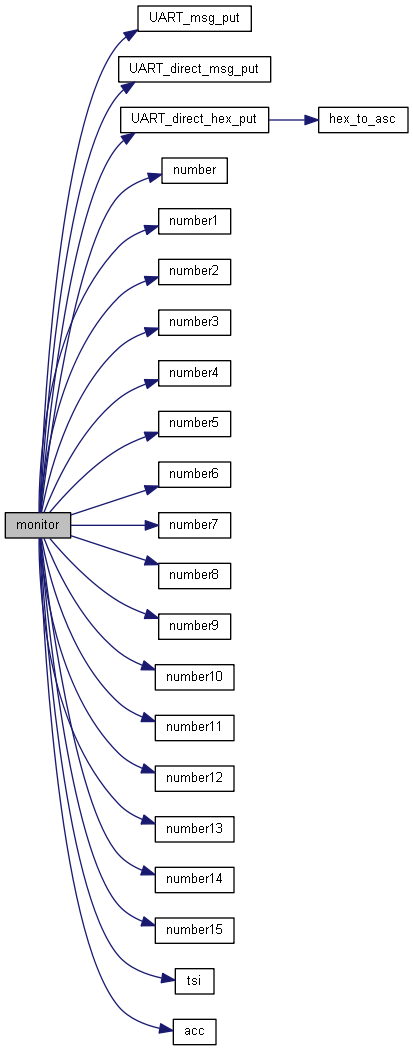 UART_msg_put
UART_direct_msg_put
UART_direct_hex_put
hex_to_asc
number
number1
number2
number3
number4
number5
number6
monitor
number7
number8
number9
number10
number11
number12
number13
number14
number15
tsi
acc